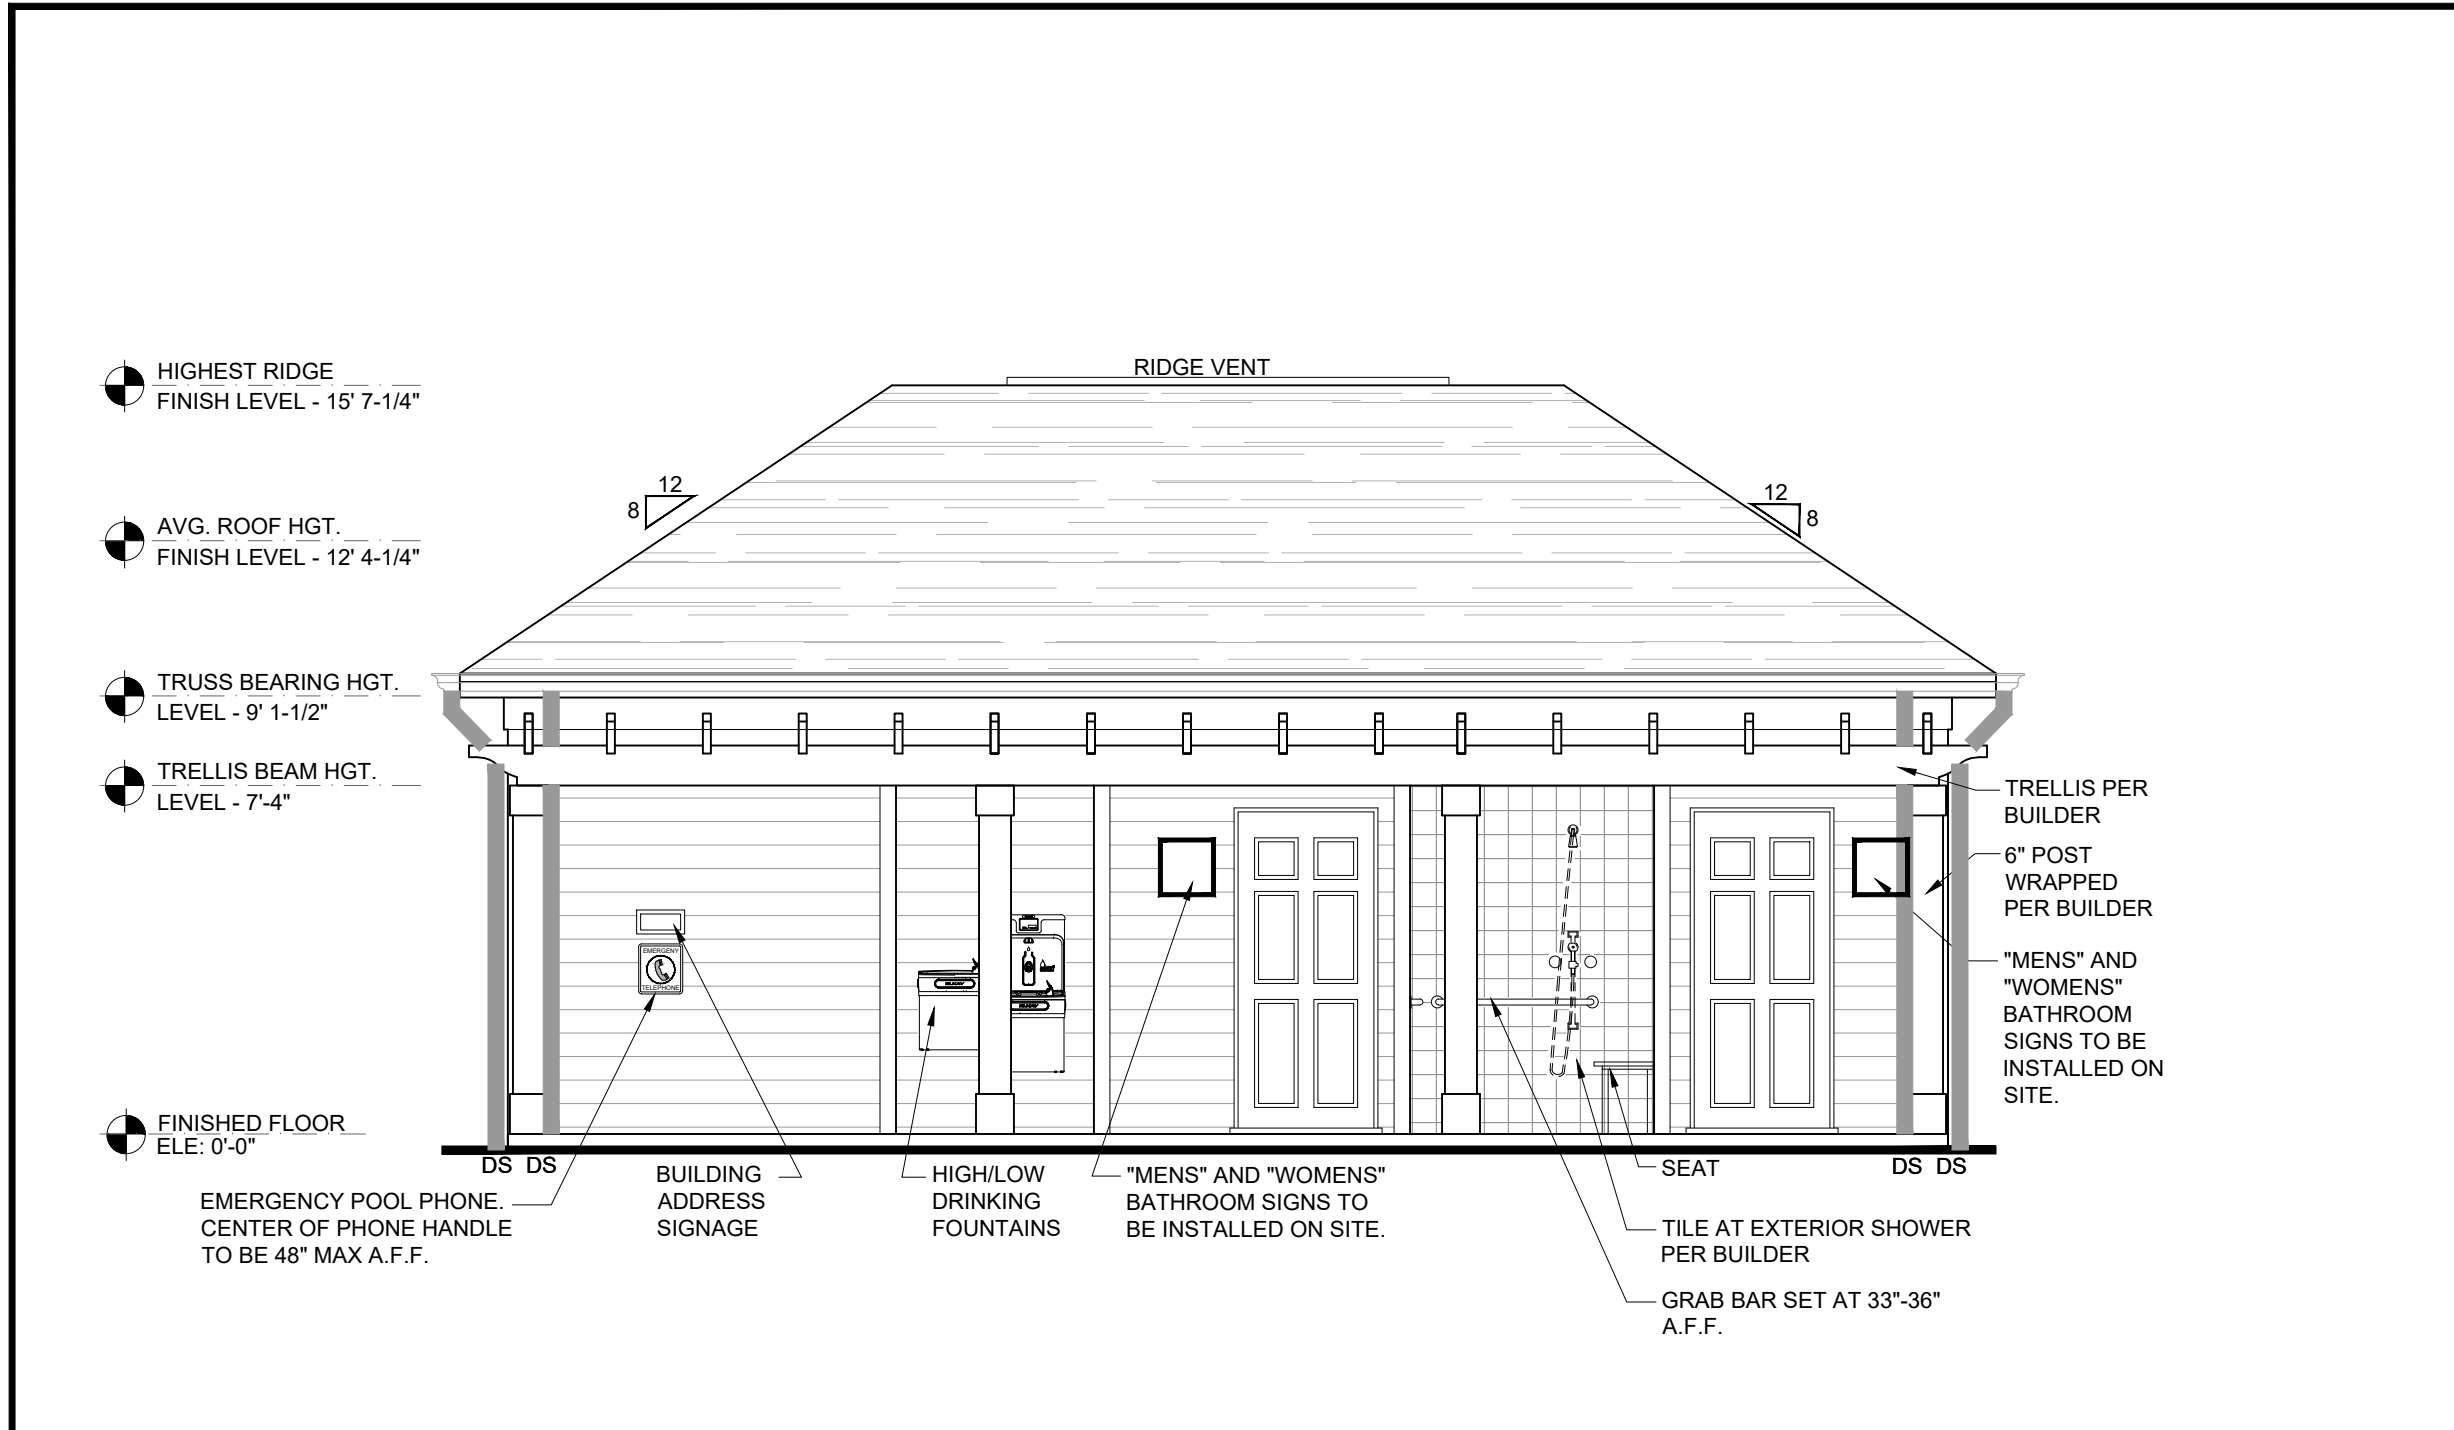 RIDGE VENT
HIGHEST RIDGE
FINISH LEVEL - 15' 7-1/4"
12
8
12
8
AVG. ROOF HGT.
FINISH LEVEL - 12' 4-1/4"
TRUSS BEARING HGT.
LEVEL - 9' 1-1/2"
TRELLIS BEAM HGT.
LEVEL - 7'-4"
TRELLIS PER
BUILDER
6" POST
WRAPPED
PER BUILDER
EMERGENCY
TELEPHONE
"MENS" AND
"WOMENS"
BATHROOM
SIGNS TO BE
INSTALLED ON
SITE.
FINISHED FLOOR
ELE: 0'-0"
DS DS
DS DS
EMERGENCY POOL PHONE.
CENTER OF PHONE HANDLE
TO BE 48" MAX A.F.F.
BUILDING
ADDRESS
SIGNAGE
HIGH/LOW
DRINKING
FOUNTAINS
"MENS" AND "WOMENS"
BATHROOM SIGNS TO
BE INSTALLED ON SITE.
SEAT
TILE AT EXTERIOR SHOWER
PER BUILDER
GRAB BAR SET AT 33"-36"
A.F.F.